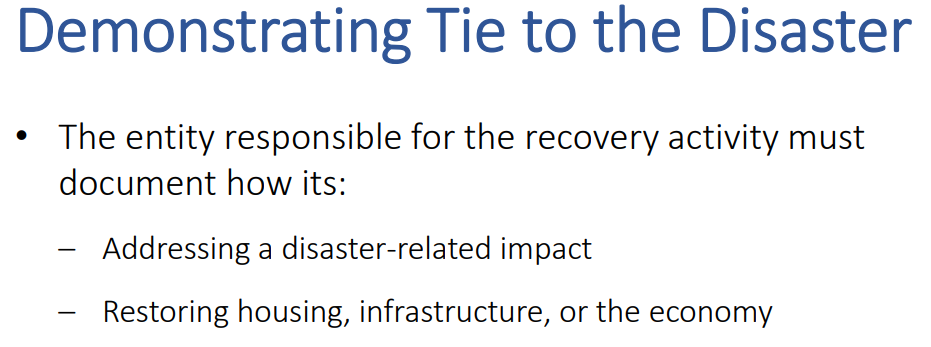 Demonstrating Tie to the Disaster
• The entity responsible for the recovery activity must
document how its:
– Addressing a disaster-related impact
– Restoring housing, infrastructure, or the economy